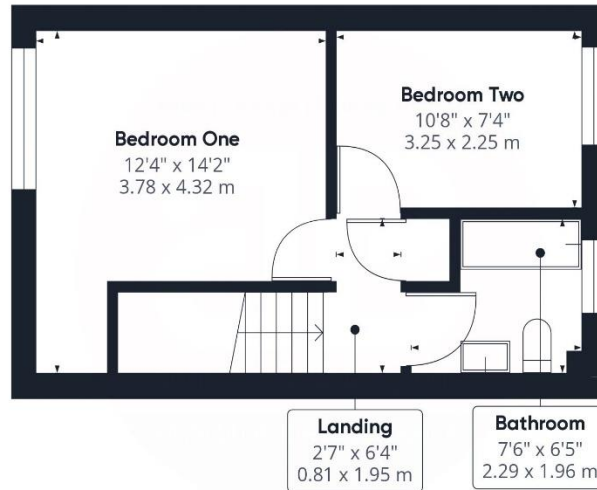 Bedroom One
12'4" x 14'2"
3.78 x 4.32 m
Bedroom Two
10'8" x 7'4"
3.25 x 2.25 m
Landing
2'7" x 6'4"
0.81 x 1.95 m
Bathroom
7'6" x 6'5"
2.29 x 1.96 m